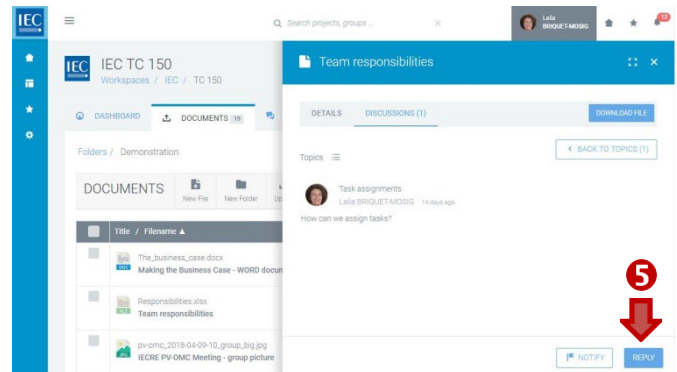 IEC
Search projects, groups ...
Laila
BRIQUET-MOSIG
12
IEC
IEC TC 150
Workspaces / IEC / TC 150
DASHBOARD
DOCUMENTS 19
Folders / Demonstration
DOCUMENTS
New File
New Folder
Up
Title / Filename ▲
The_business_case.docx
Making the Business Case - WORD docun
Responsibilities.xlsx
Team responsibilities
pv-omc_2018-04-09-10_group_big.jpg
IECRE PV-OMC Meeting - group picture
Team responsibilities
DETAILS
DISCUSSIONS (1)
DOWNLOAD FILE
Topics
< BACK TO TOPICS (1)
Task assignments
Laila BRIQUET-MOSIG 14 days ago
How can we assign tasks?
5
NOTIFY
REPLY